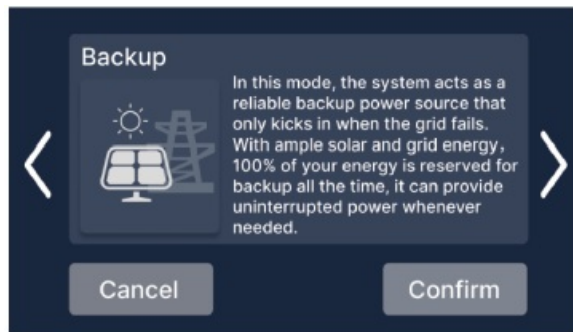 Backup
In this mode, the system acts as a
reliable backup power source that
only kicks in when the grid fails.
With ample solar and grid energy，
100% of your energy is reserved for
backup all the time, it can provide
uninterrupted power whenever
needed.
Cancel
Confirm